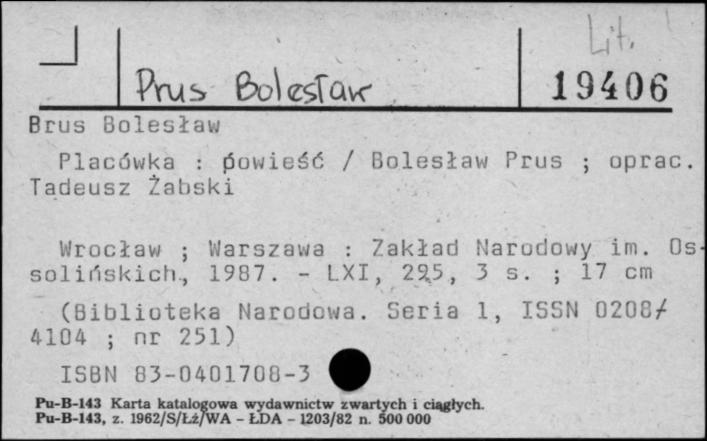 Lit.
Prus Bolesław
19406
Brus Bolesław
Placówka : powieść / Bolesław Prus ; oprac.
Tadeusz Żabski
Wrocław ; Warszawa : Zakład Narodowy im. Os-
solińskich, 1987. - LXI, 295, 3 s. ; 17 cm
(Biblioteka Narodowa. Seria 1, ISSN 0208/
4104 ; nr 251)
ISBN 83-0401708-3
Pu-B-143 Karta katalogowa wydawnictw zwartych i ciągłych.
Pu-B-143, z. 1962/S/Łż/WA - ŁDA - 1203/82 n. 500 000